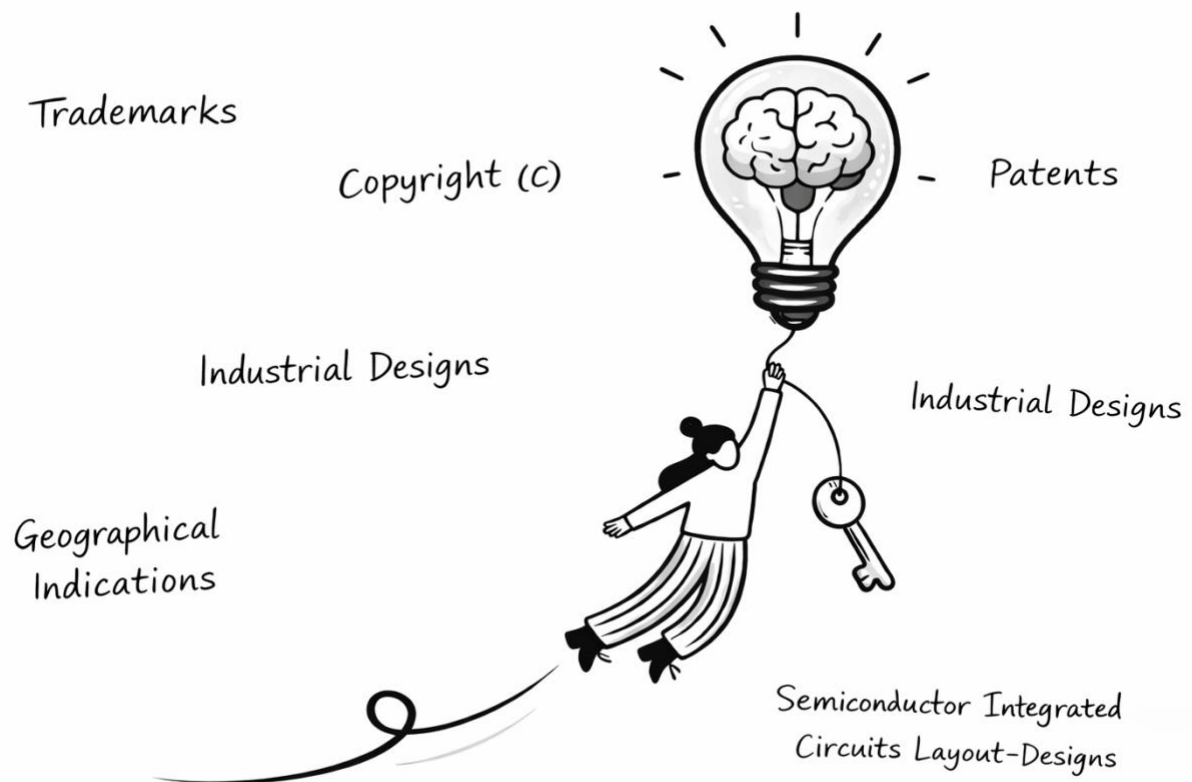 Trademarks
Copyright (C)
Patents
Industrial Designs
Industrial Designs
Geographical
Indications
Semiconductor Integrated
Circuits Layout-Designs